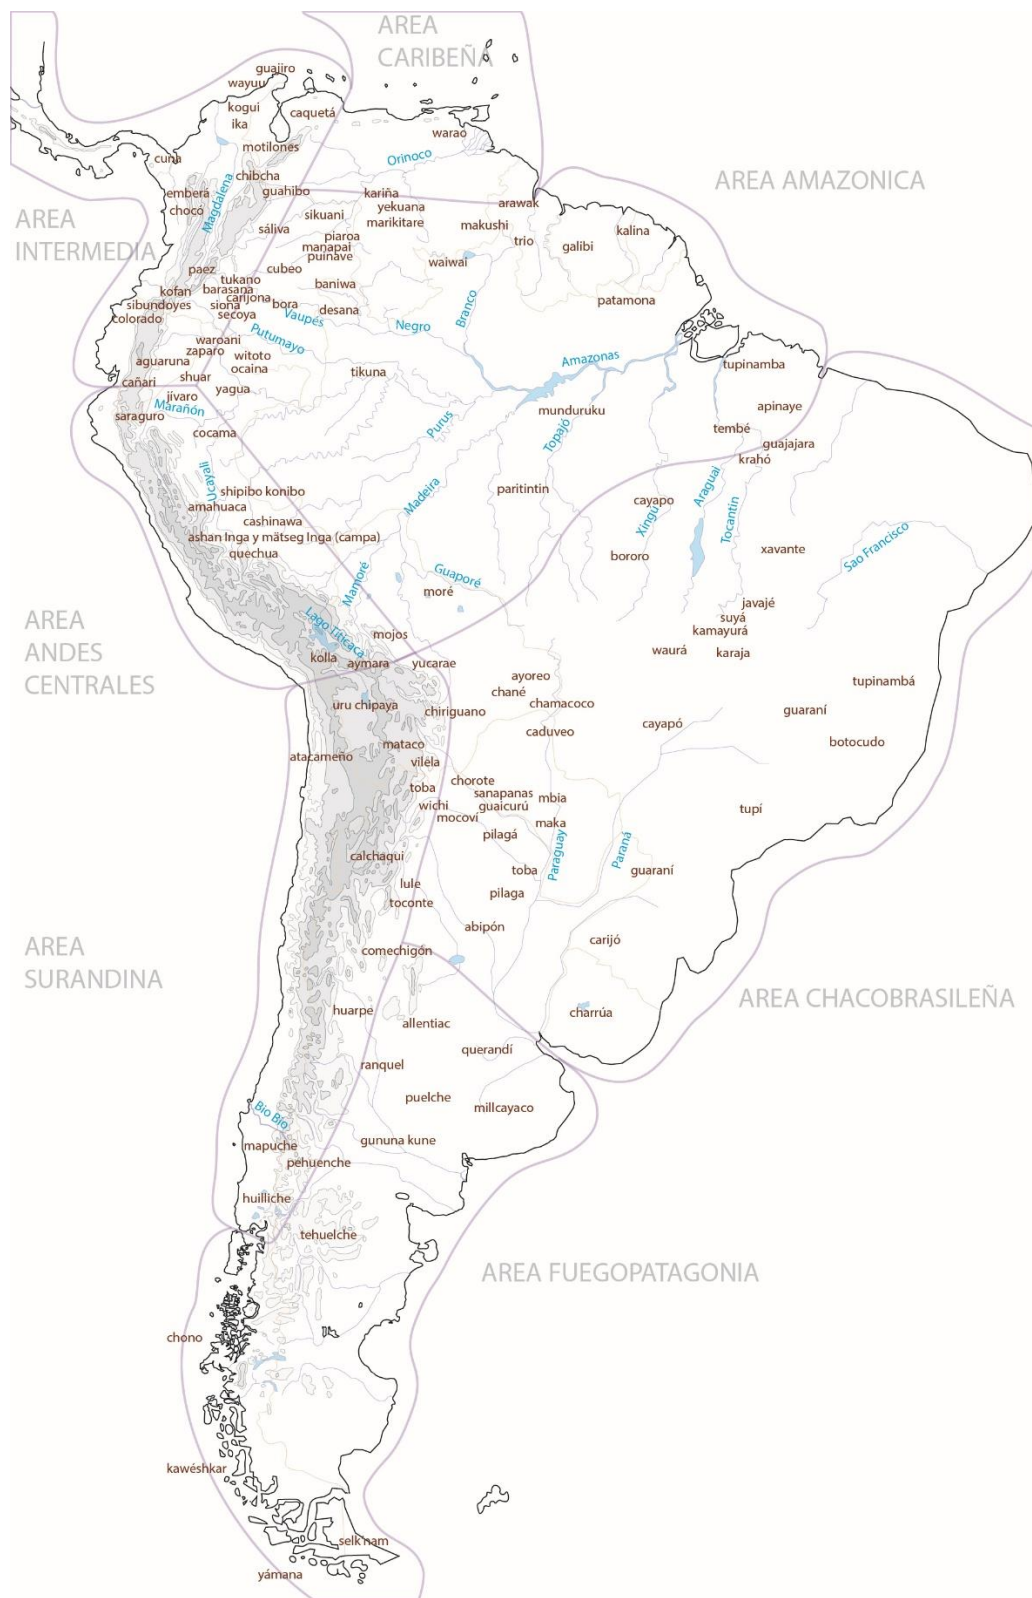 AREA
CARIBEÑA
guajiro
wayuu
kogui
ika
caquetá
motilones
warao
Orinoco
cuna
chibcha
guahibo
emberá
chocó
Magdalena
AREA AMAZONICA
AREA
INTERMEDIA
kariña
yekuana
marikitare
sikuani
sáliva
piaroa
manapai
puinave
arawak
makushi
trio
galibi
kalina
waiwai
paez
cubeo
tukano
barasana
carijona
kofan
sibundoyes
siona
secoya
colorado
bora
baniwa
desana
Vaupés
Negro
Branco
patamona
Putumayo
waroani
zaparo
aguaruna
witoto
ocaina
shuar
cañari
yagua
jívaro
tikuna
Amazonas
tupinamba
Marañón
saraguro
cocama
Purus
munduruku
Topajó
apinaye
tembé
guajajara
krahó
Ucayali
shipibo konibo
amahuaca
cashinawa
ashan Inga y mätseg Inga (campa)
quechua
Madeira
paritintin
cayapo
Xingú
Araguai
Tocantin
bororo
xavante
Sao Francisco
Mamoré
Guaporé
moré
AREA
ANDES
CENTRALES
Lago Titicaca
mojos
kolla
aymara
yucarae
javajé
suyá
kamayurá
waurá
karaja
ayoreo
chané
chamacoco
uru chipaya
chiriguano
caduveo
cayapó
tupinambá
guaraní
botocudo
mataco
atacameño
vilela
toba
chorote
sanapanas
wichi
guaicurú
mbia
mocoví
maka
pilagá
tupí
Paraguay
Paraná
calchaqui
toba
guaraní
lule
toconte
pilaga
abipón
carijó
comechigón
AREA
SURANDINA
AREA CHACOBRASILEÑA
huarpe
allentiac
charrúa
querandí
ranquel
puelche
millcayaco
Bio Bío
mapuche
gununa kune
pehuenche
huilliche
tehuelche
AREA FUEGOPATAGONIA
chono
kawéshkar
selk'nam
yámana